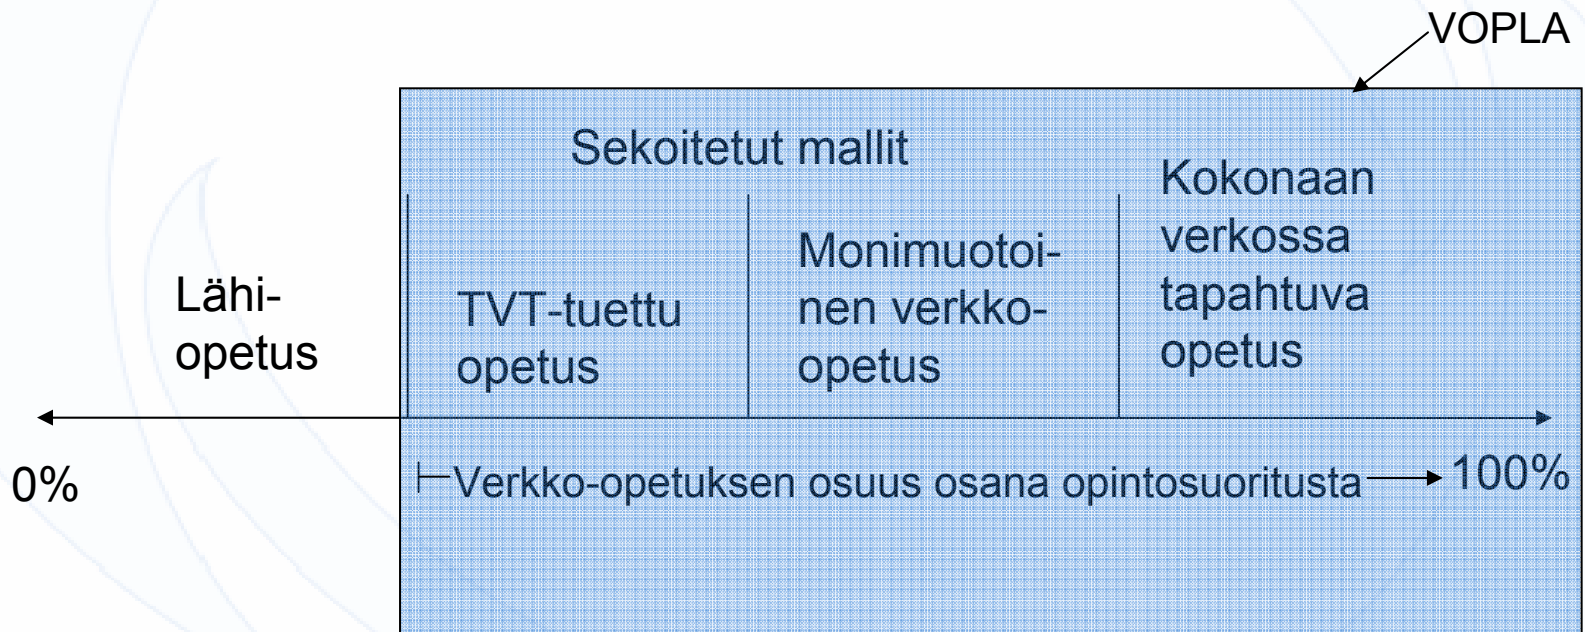 VOPLA
Sekoitetut mallit
Lähi-
opetus
TVT-tuettu
opetus
Monimuotoi-
nen verkko-
opetus
Kokonaan
verkossa
tapahtuva
opetus
0%
Verkko-opetuksen osuus osana opintosuoritusta
100%